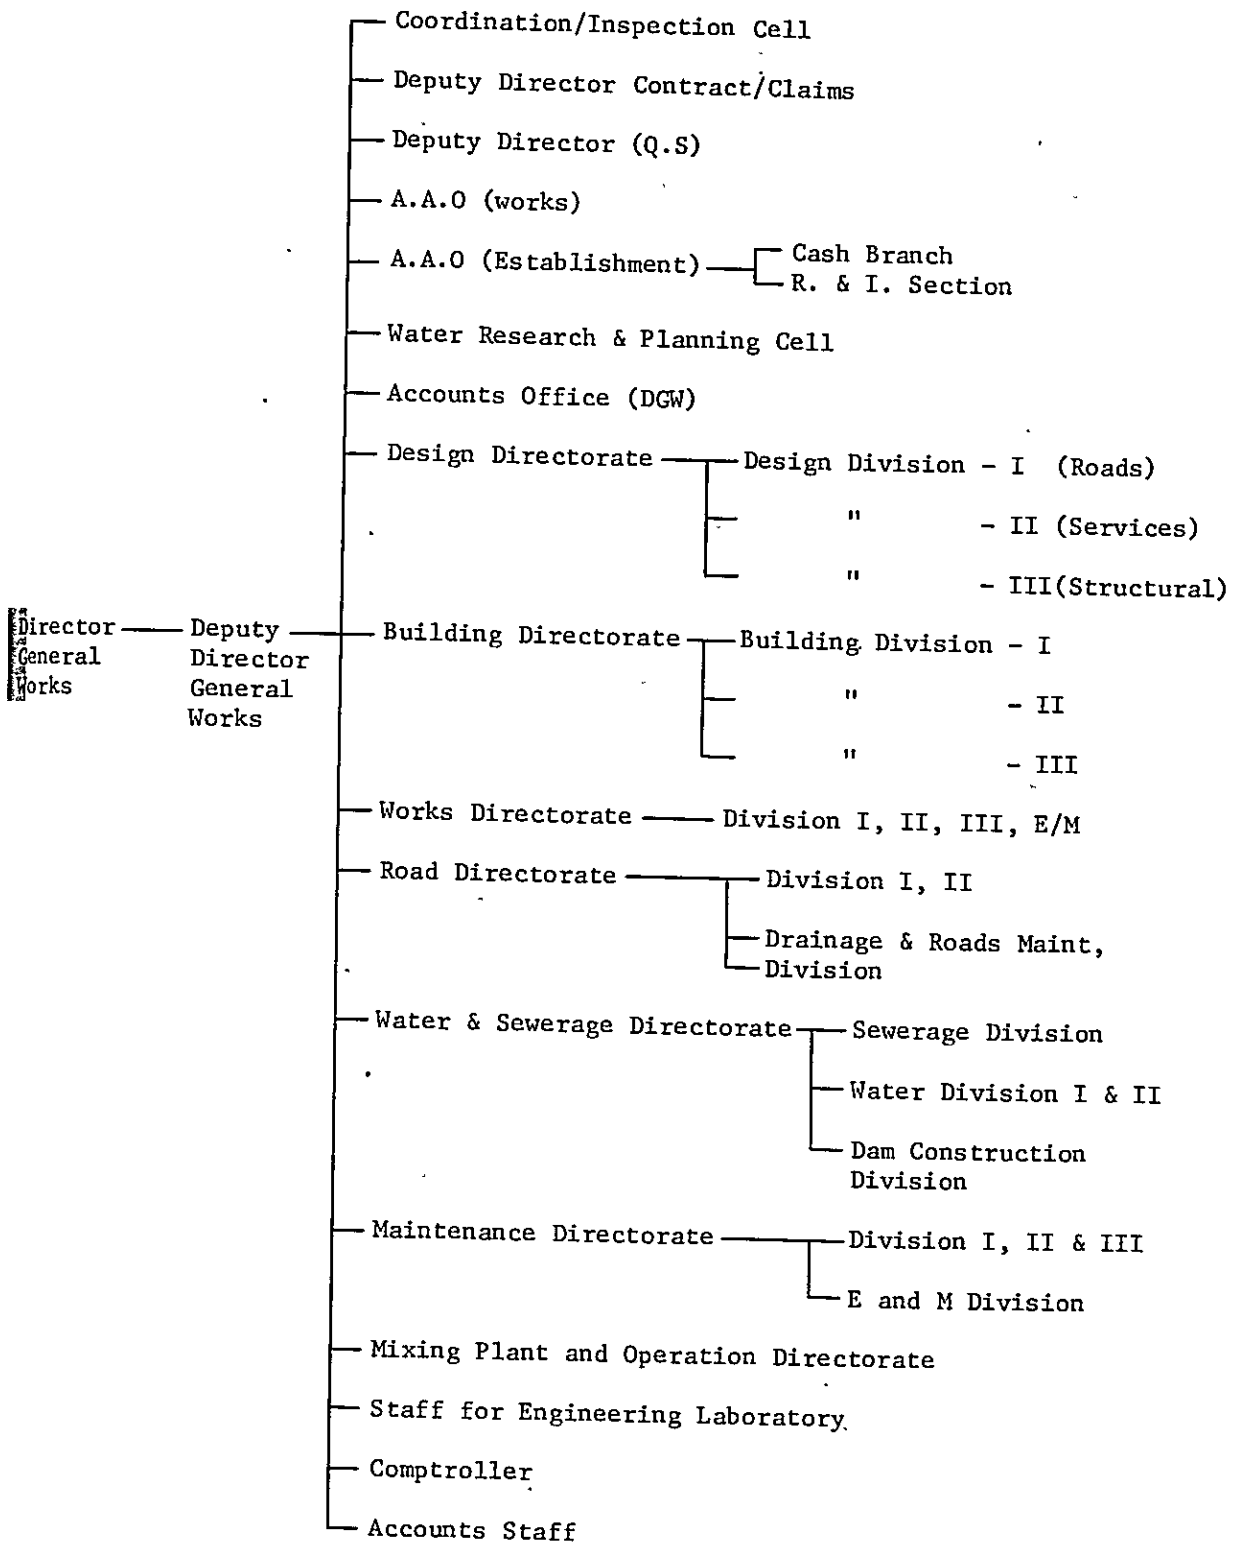 Coordination/Inspection Cell
Deputy Director Contract/Claims
Deputy Director (Q.S)
A.A.O (works)
A.A.O (Establishment)
Cash Branch
R. & I. Section
Water Research & Planning Cell
Accounts Office (DGW)
Design Directorate
Design Division - I (Roads)
" - II (Services)
" - III(Structural)
Director
General
Works
Deputy
Director
General
Works
Building Directorate
Building Division - I
" - II
" - III
Works Directorate
Division I, II, III, E/M
Road Directorate
Division I, II
Drainage & Roads Maint,
Division
Water & Sewerage Directorate
Sewerage Division
Water Division I & II
Dam Construction
Division
Maintenance Directorate
Division I, II & III
E and M Division
Mixing Plant and Operation Directorate
Staff for Engineering Laboratory
Comptroller
Accounts Staff